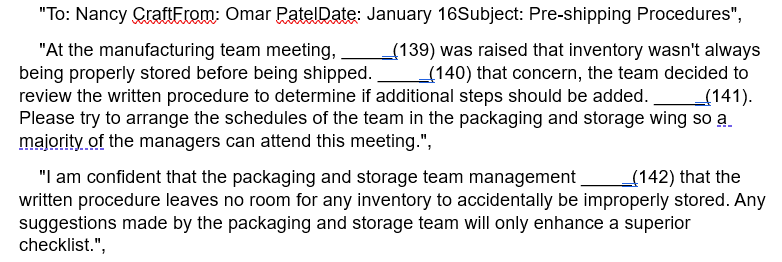 "To: Nancy CraftFrom: Omar PatelDate: January 16Subject: Pre-shipping Procedures",
"At the manufacturing team meeting, ______(139) was raised that inventory wasn't always
being properly stored before being shipped. ______(140) that concern, the team decided to
review the written procedure to determine if additional steps should be added. ______(141).
Please try to arrange the schedules of the team in the packaging and storage wing so a
majority of the managers can attend this meeting.",
"I am confident that the packaging and storage team management ______(142) that the
written procedure leaves no room for any inventory to accidentally be improperly stored. Any
suggestions made by the packaging and storage team will only enhance a superior
checklist.",